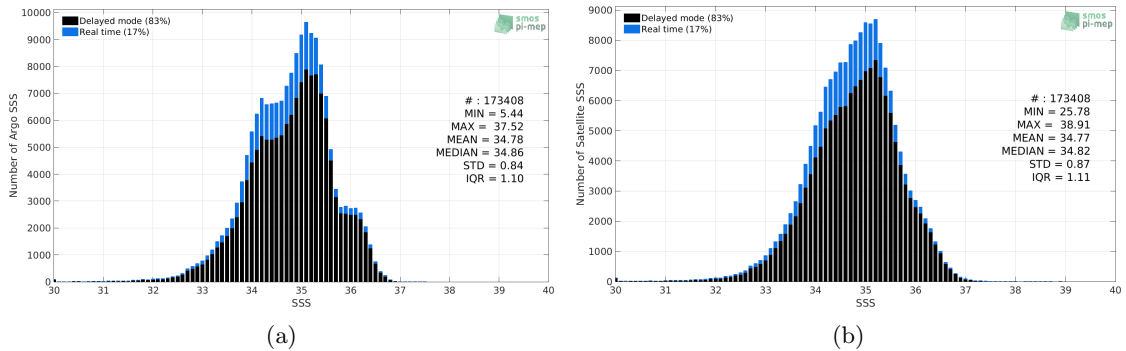 Delayed mode (83%)
Real time (17%)
smos
pi-mep
10000
9000
8000
7000
6000
5000
4000
3000
2000
1000
0
Number of Argo SSS
# : 173408
MIN = 5.44
MAX = 37.52
MEAN = 34.78
MEDIAN = 34.86
STD = 0.84
IQR = 1.10
30 31 32 33 34 35 36 37 38 39 40
SSS
(a)
Delayed mode (83%)
Real time (17%)
smos
pi-mep
9000
8000
7000
6000
5000
4000
3000
2000
1000
0
Number of Satellite SSS
# : 173408
MIN = 25.78
MAX = 38.91
MEAN = 34.77
MEDIAN = 34.82
STD = 0.87
IQR = 1.11
30 31 32 33 34 35 36 37 38 39 40
SSS
(b)